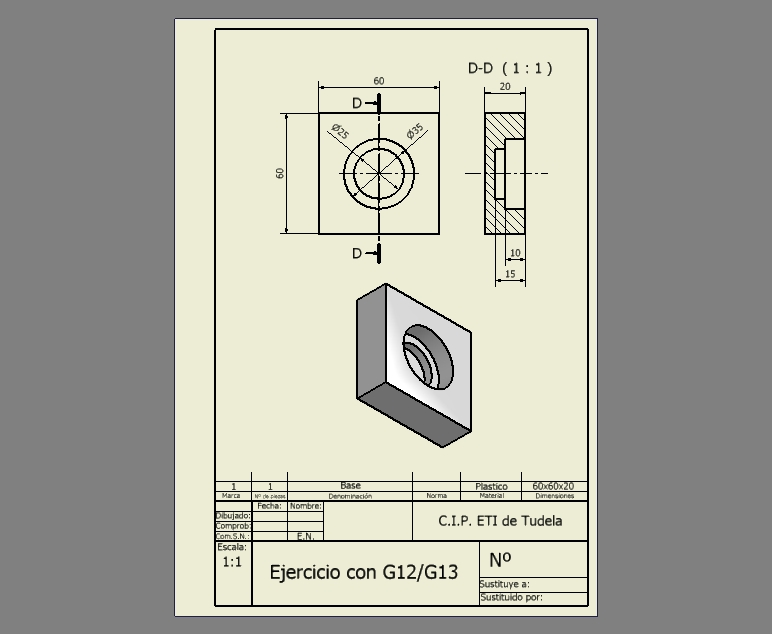 D-D ( 1 : 1 )
60
20
D
Ø25
Ø35
60
D
10
15
1
1
Base
Plastico
60x60x20
Marca
Nº de piezas
Denominación
Norma
Material
Dimensiones
Fecha:
Nombre:
Dibujado:
Comprob:
Com.S.N.:
E.N.
C.I.P. ETI de Tudela
Escala:
1:1
Ejercicio con G12/G13
Nº
Sustituye a:
Sustituido por: